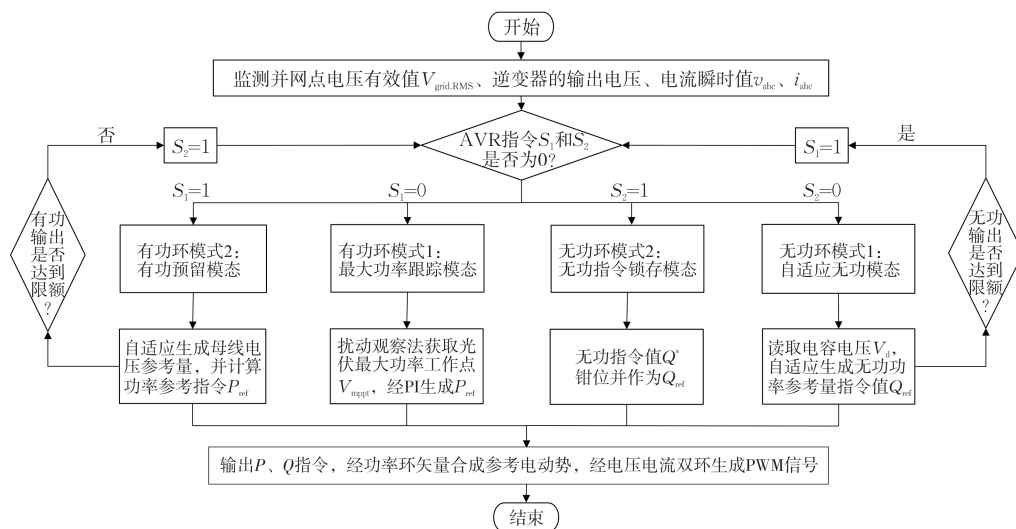 开始
监测并网点电压有效值V_grid.RMS、逆变器的输出电压、电流瞬时值v_abc、i_abc
否
S_2=1
AVR指令S_1和S_2
是否为0?
S_1=1
是
S_1=1
S_1=0
S_2=1
S_2=0
有功
输出
是否
达到
限额
?
有功环模式2:
有功预留模态
有功环模式1:
最大功率跟踪模态
无功环模式2:
无功指令锁存模态
无功环模式1:
自适应无功模态
无功
输出
是否
达到
限额
?
自适应生成母线电
压参考量,并计算
功率参考指令P_ref
扰动观察法获取光
伏最大功率工作点
V_mppt,经PI生成P_ref
无功指令值Q*
钳位并作为Q_ref
读取电容电压V_d,
自适应生成无功功
率参考量指令值Q_ref
输出P、Q指令,经功率环矢量合成参考电动势,经电压电流双环生成PWM信号
结束